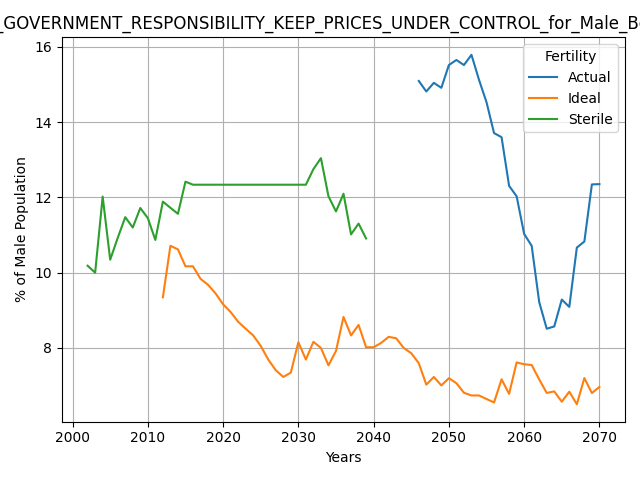 _GOVERNMENT_RESPONSIBILITY_KEEP_PRICES_UNDER_CONTROL_for_Male_B
Fertility
Actual
Ideal
Sterile
16
14
12
10
8
% of Male Population
2000 2010 2020 2030 2040 2050 2060 2070
Years